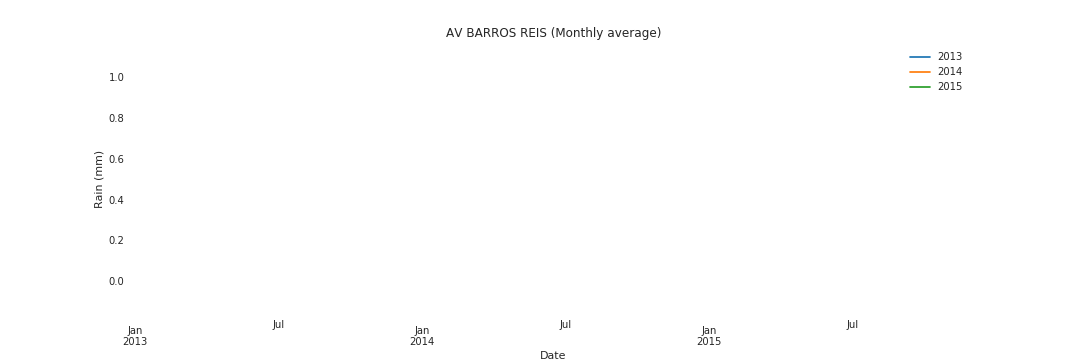 AV BARROS REIS (Monthly average)
2013
2014
2015
1.0
0.8
0.6
0.4
0.2
0.0
Rain (mm)
Jan
2013
Jul
Jan
2014
Jul
Jan
2015
Jul
Date